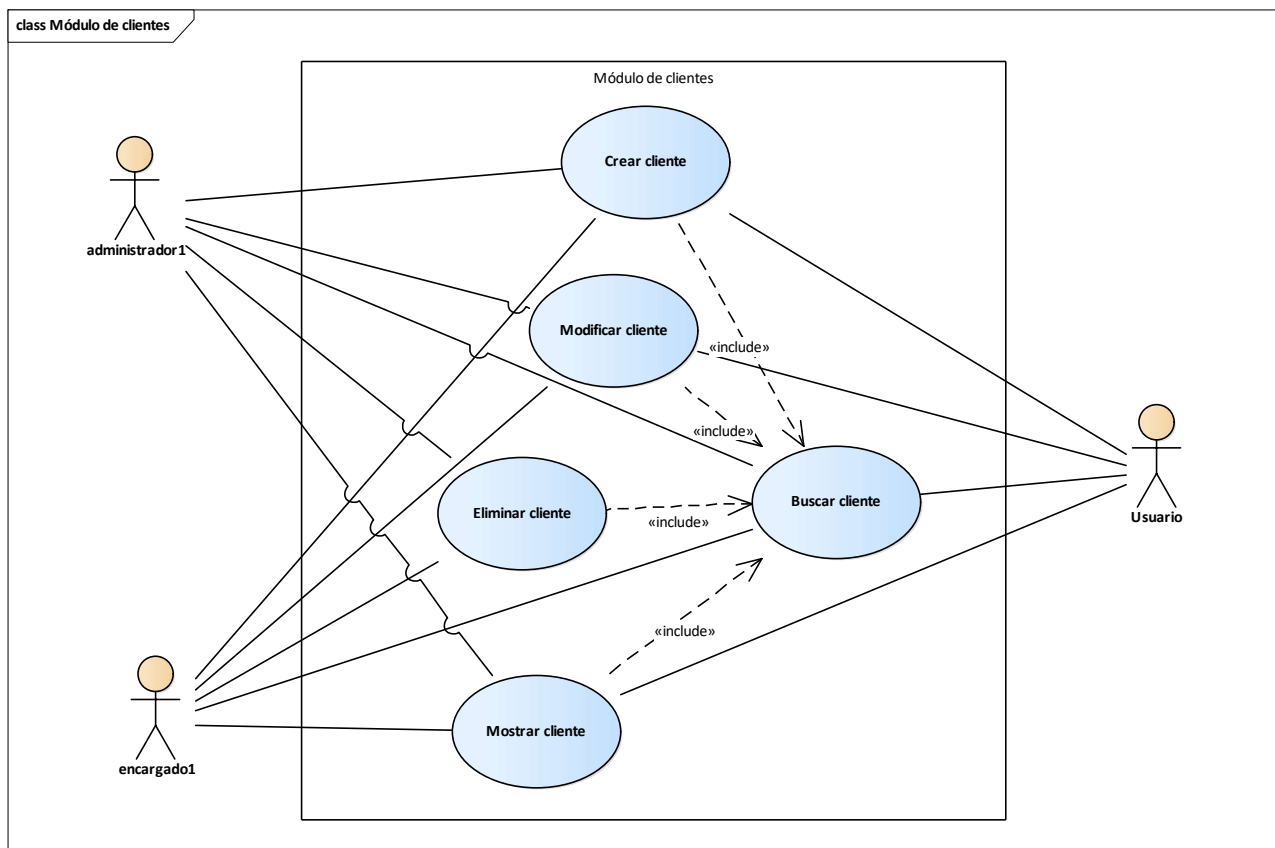 class Módulo de clientes
Módulo de clientes
Crear cliente
administrador1
Modificar cliente
«include»
«include»
Buscar cliente
Eliminar cliente
«include»
Usuario
«include»
Mostrar cliente
encargado1